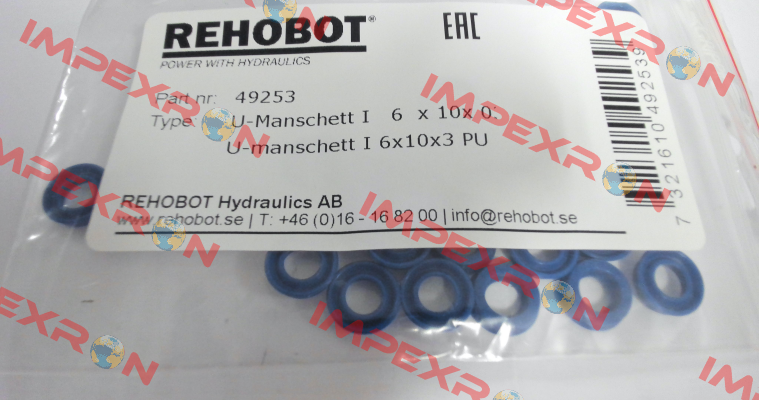 REHOBOT®
EAC
POWER WITH HYDRAULICS
Part nr: 49253
Type: U-Manschett I 6 x 10x 0:
U-manschett I 6x10x3 PU
REHOBOT Hydraulics AB
www.rehobot.se | T: +46 (0)16 - 16 82 00 | info@rehobot.se
7 321610 492539
IMPEXRON
IMPEXRON
IMPEXRON
IMPEXRON
IMPEXRON